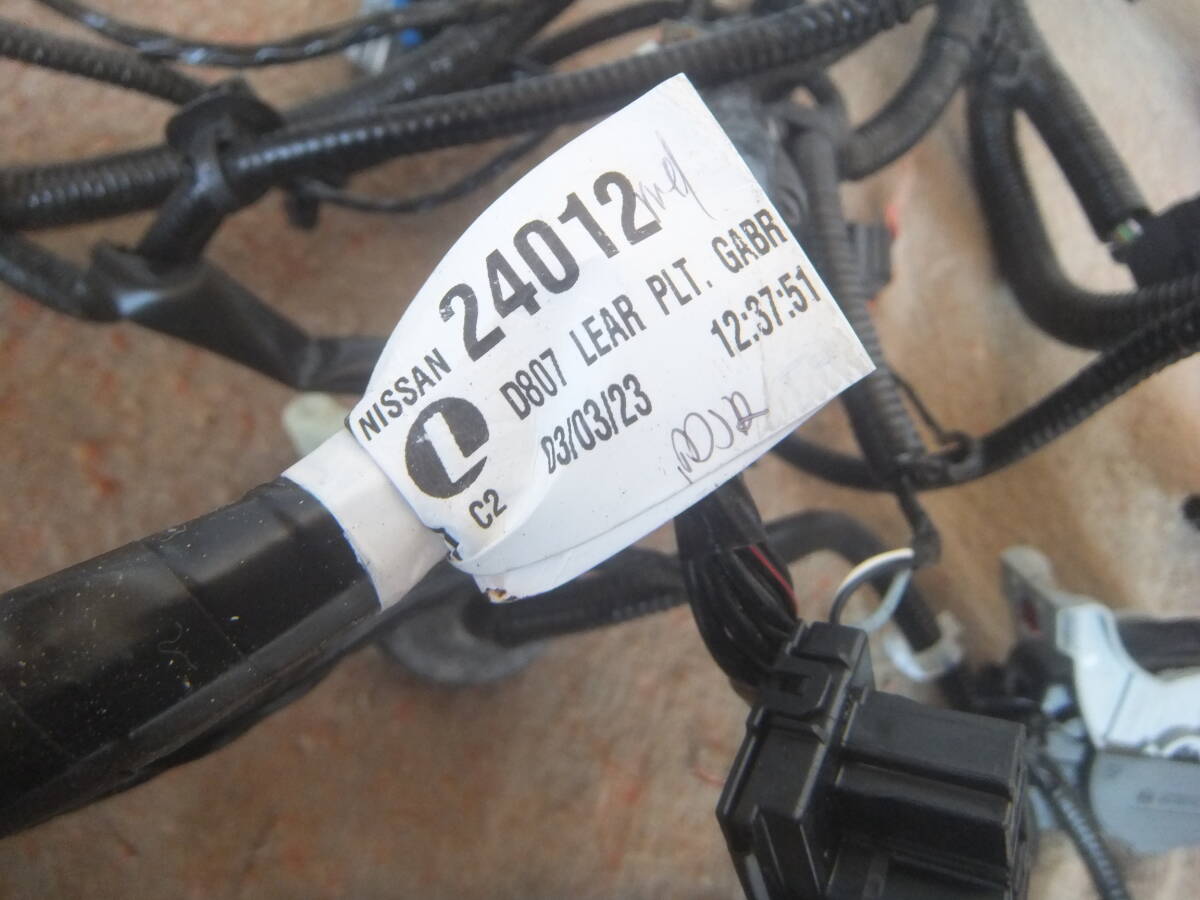 NISSAN 24012
D807 LEAR PLT. GABR
03/03/23 12:37:51
C2